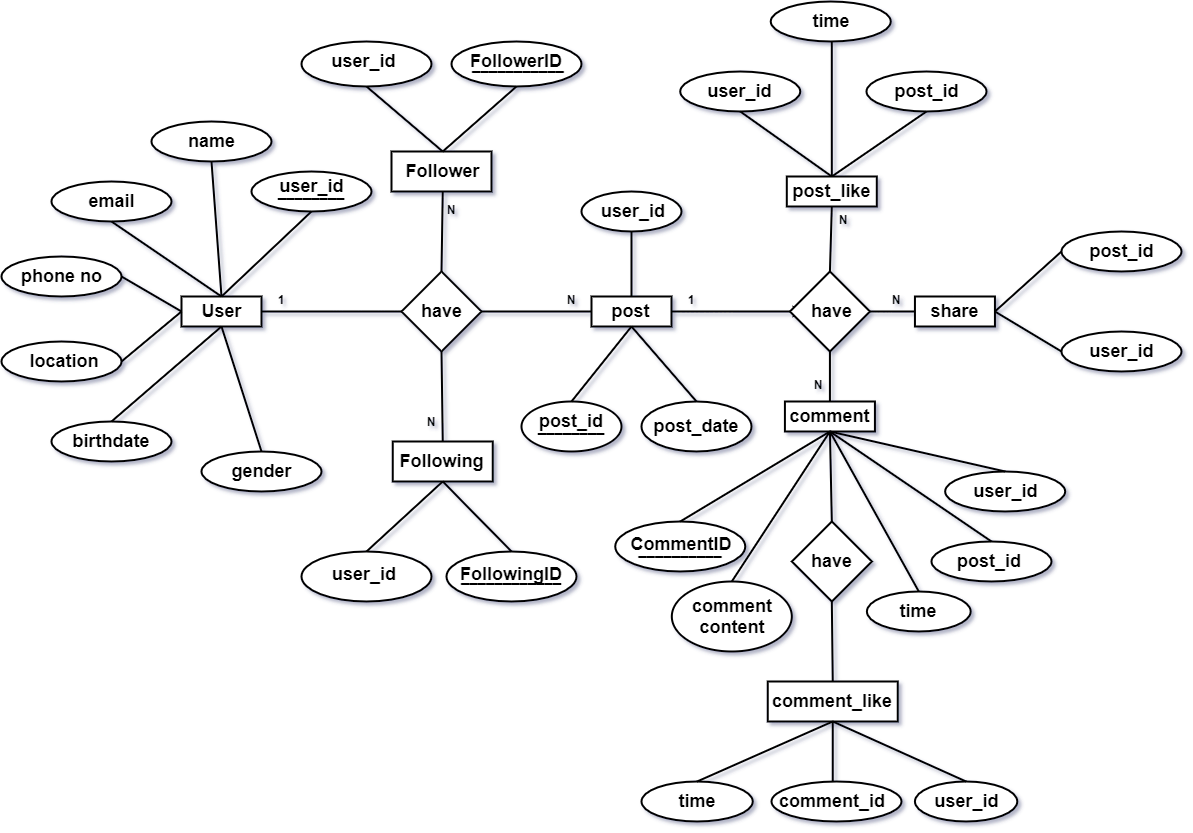 time
user_id
FollowerID
user_id
post_id
name
Follower
post_like
email
user_id
N
user_id
N
post_id
phone no
User
1
have
N
post
1
have
N
share
location
user_id
N
N
comment
birthdate
post_id
post_date
gender
Following
user_id
CommentID
have
post_id
user_id
FollowingID
comment
content
time
comment_like
time
comment_id
user_id